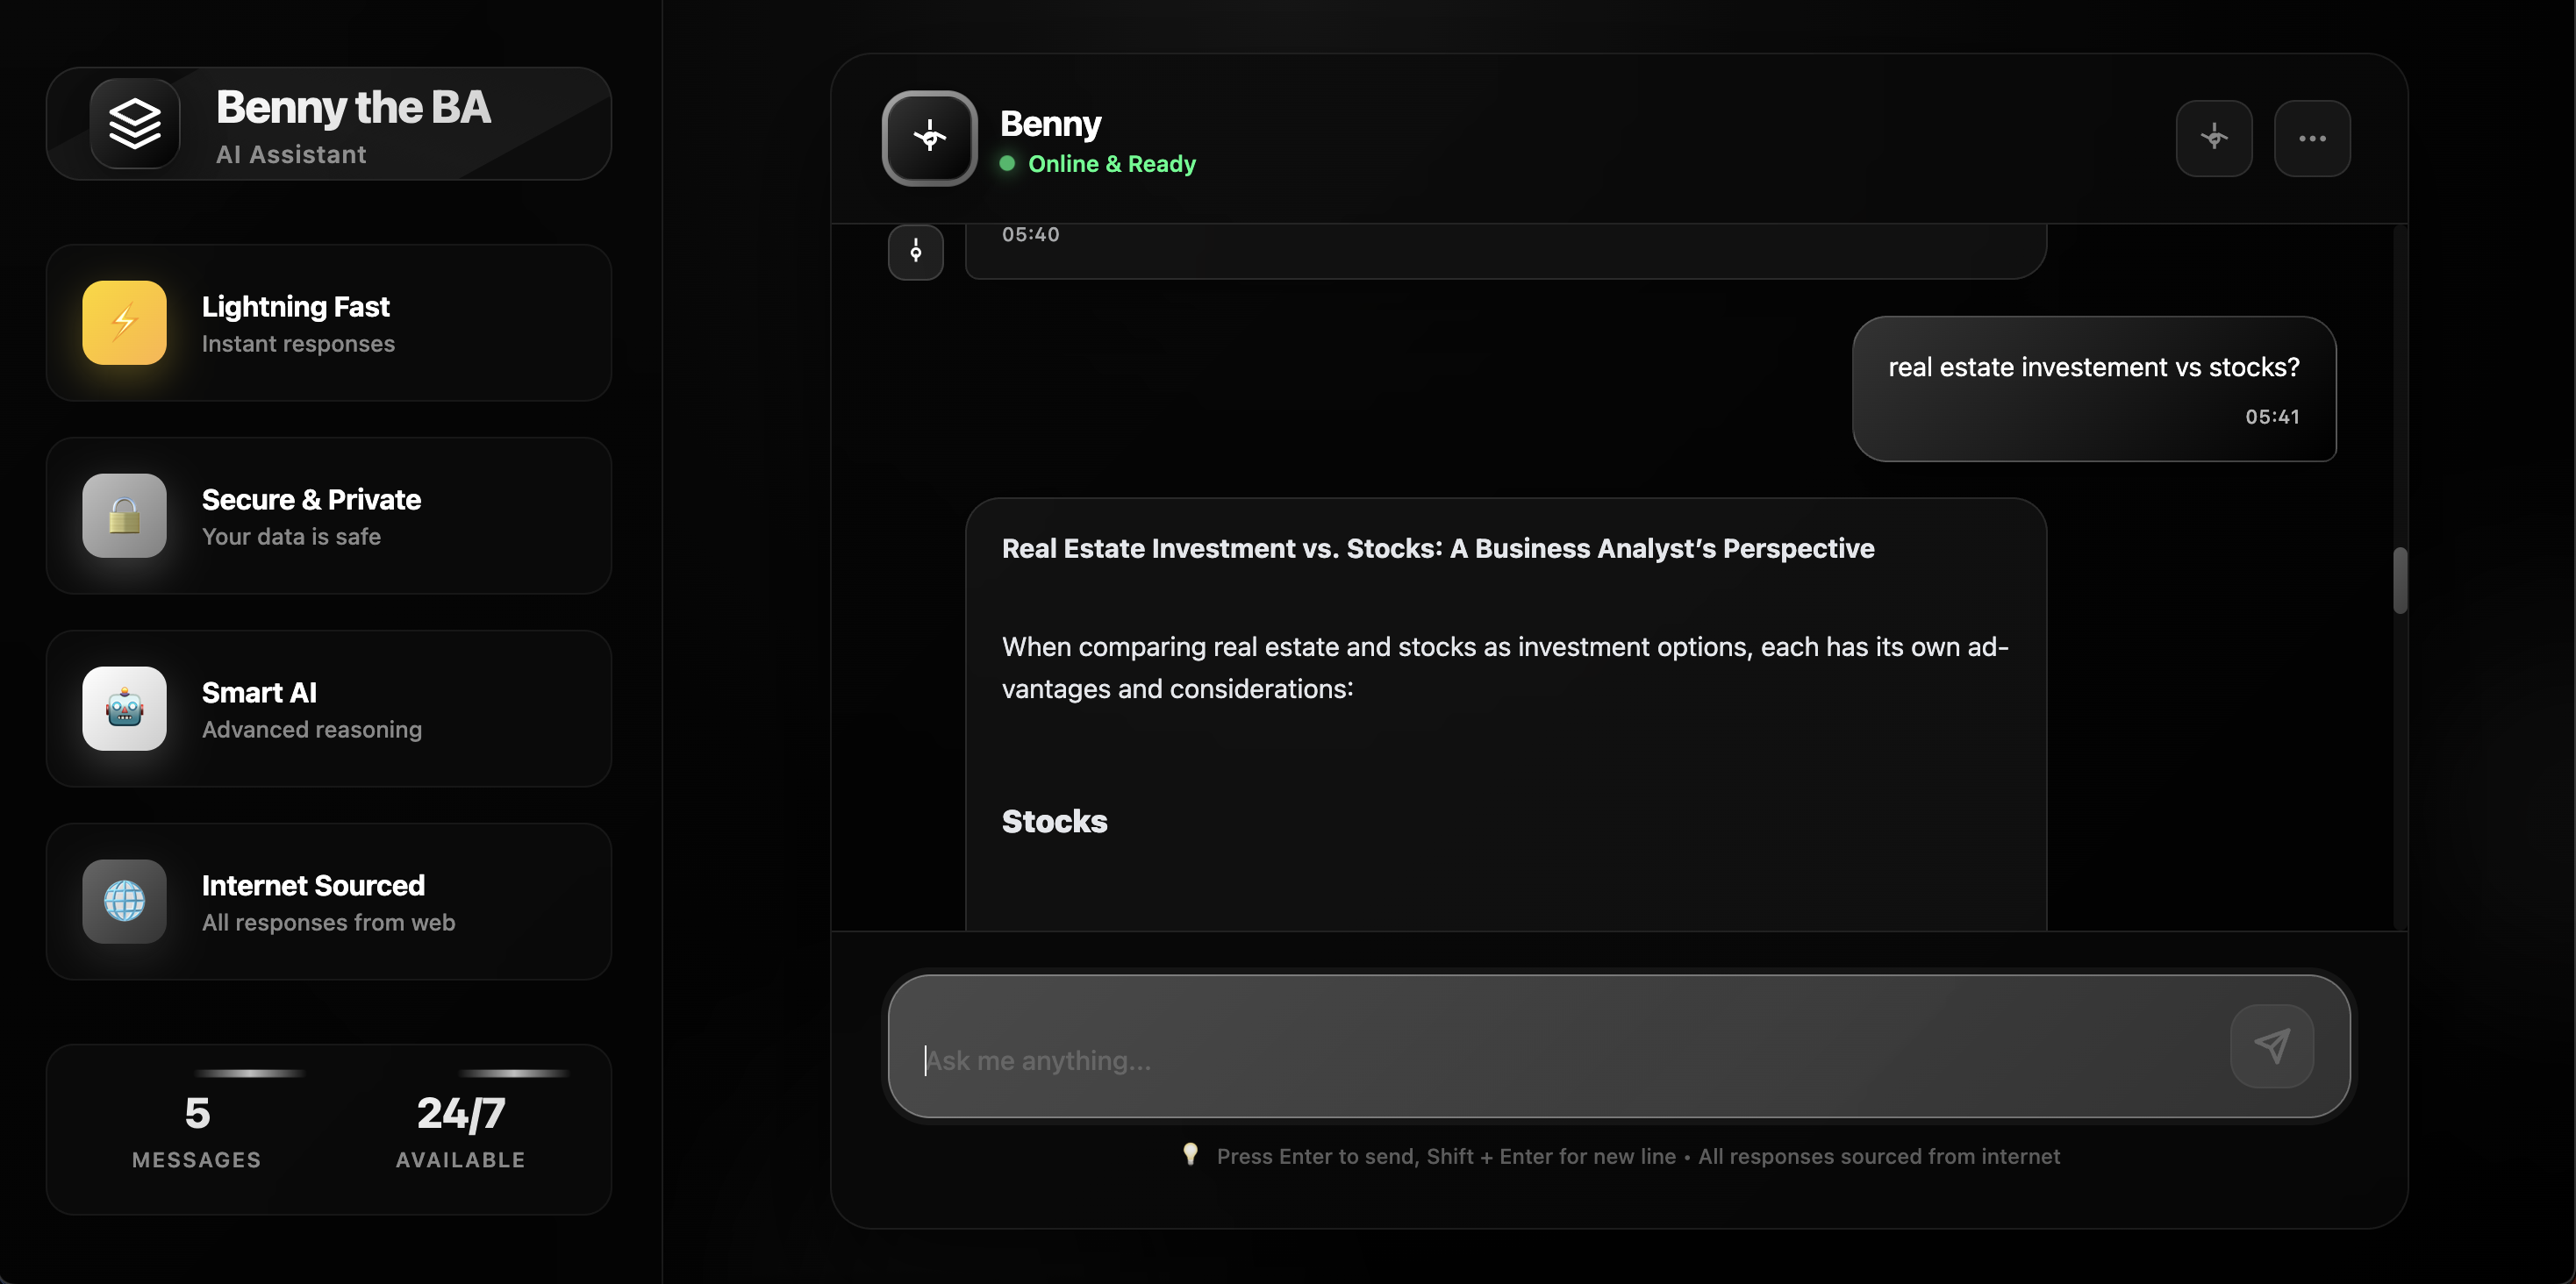 Benny the BA
AI Assistant
Lightning Fast
Instant responses
Secure & Private
Your data is safe
Smart AI
Advanced reasoning
Internet Sourced
All responses from web
5
MESSAGES
24/7
AVAILABLE
Benny
Online & Ready
05:40
real estate investement vs stocks?
05:41
Real Estate Investment vs. Stocks: A Business Analyst’s Perspective
When comparing real estate and stocks as investment options, each has its own ad-
vantages and considerations:
Stocks
Ask me anything...
Press Enter to send, Shift + Enter for new line • All responses sourced from internet